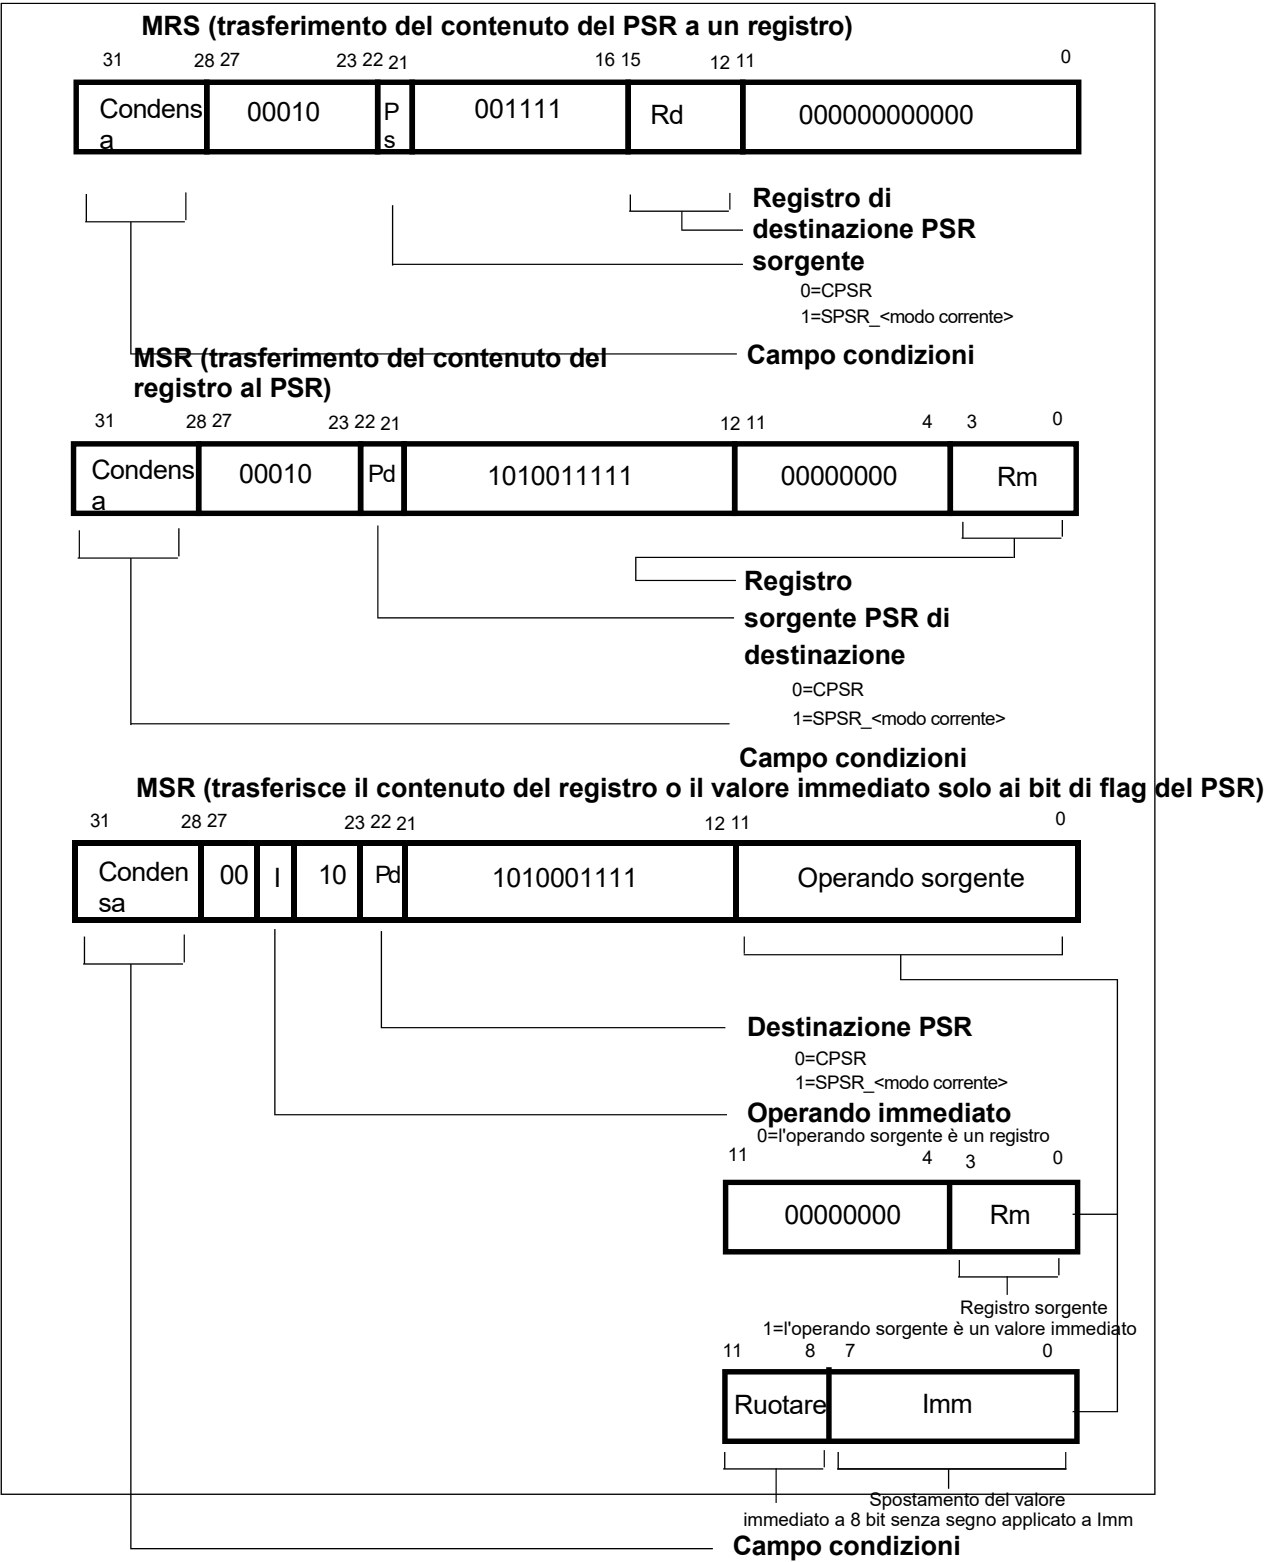 MRS (trasferimento del contenuto del PSR a un registro)
31 28 27 23 22 21 16 15 12 11 0
Condens
a
00010
P
s
001111
Rd
000000000000
Registro di
destinazione PSR
sorgente
0=CPSR
1=SPSR_<modo corrente>
Campo condizioni
MSR (trasferimento del contenuto del
registro al PSR)
31 28 27 23 22 21 12 11 4 3 0
Condens
a
00010
Pd
1010011111
00000000
Rm
Registro
sorgente PSR di
destinazione
0=CPSR
1=SPSR_<modo corrente>
Campo condizioni
MSR (trasferisce il contenuto del registro o il valore immediato solo ai bit di flag del PSR)
31 28 27 23 22 21 12 11 0
Conden
sa
00
I
10
Pd
1010001111
Operando sorgente
Destinazione PSR
0=CPSR
1=SPSR_<modo corrente>
Operando immediato
0=l'operando sorgente è un registro
11 4 3 0
00000000
Rm
Registro sorgente
1=l'operando sorgente è un valore immediato
11 8 7 0
Ruotare
Imm
Spostamento del valore
immediato a 8 bit senza segno applicato a Imm
Campo condizioni